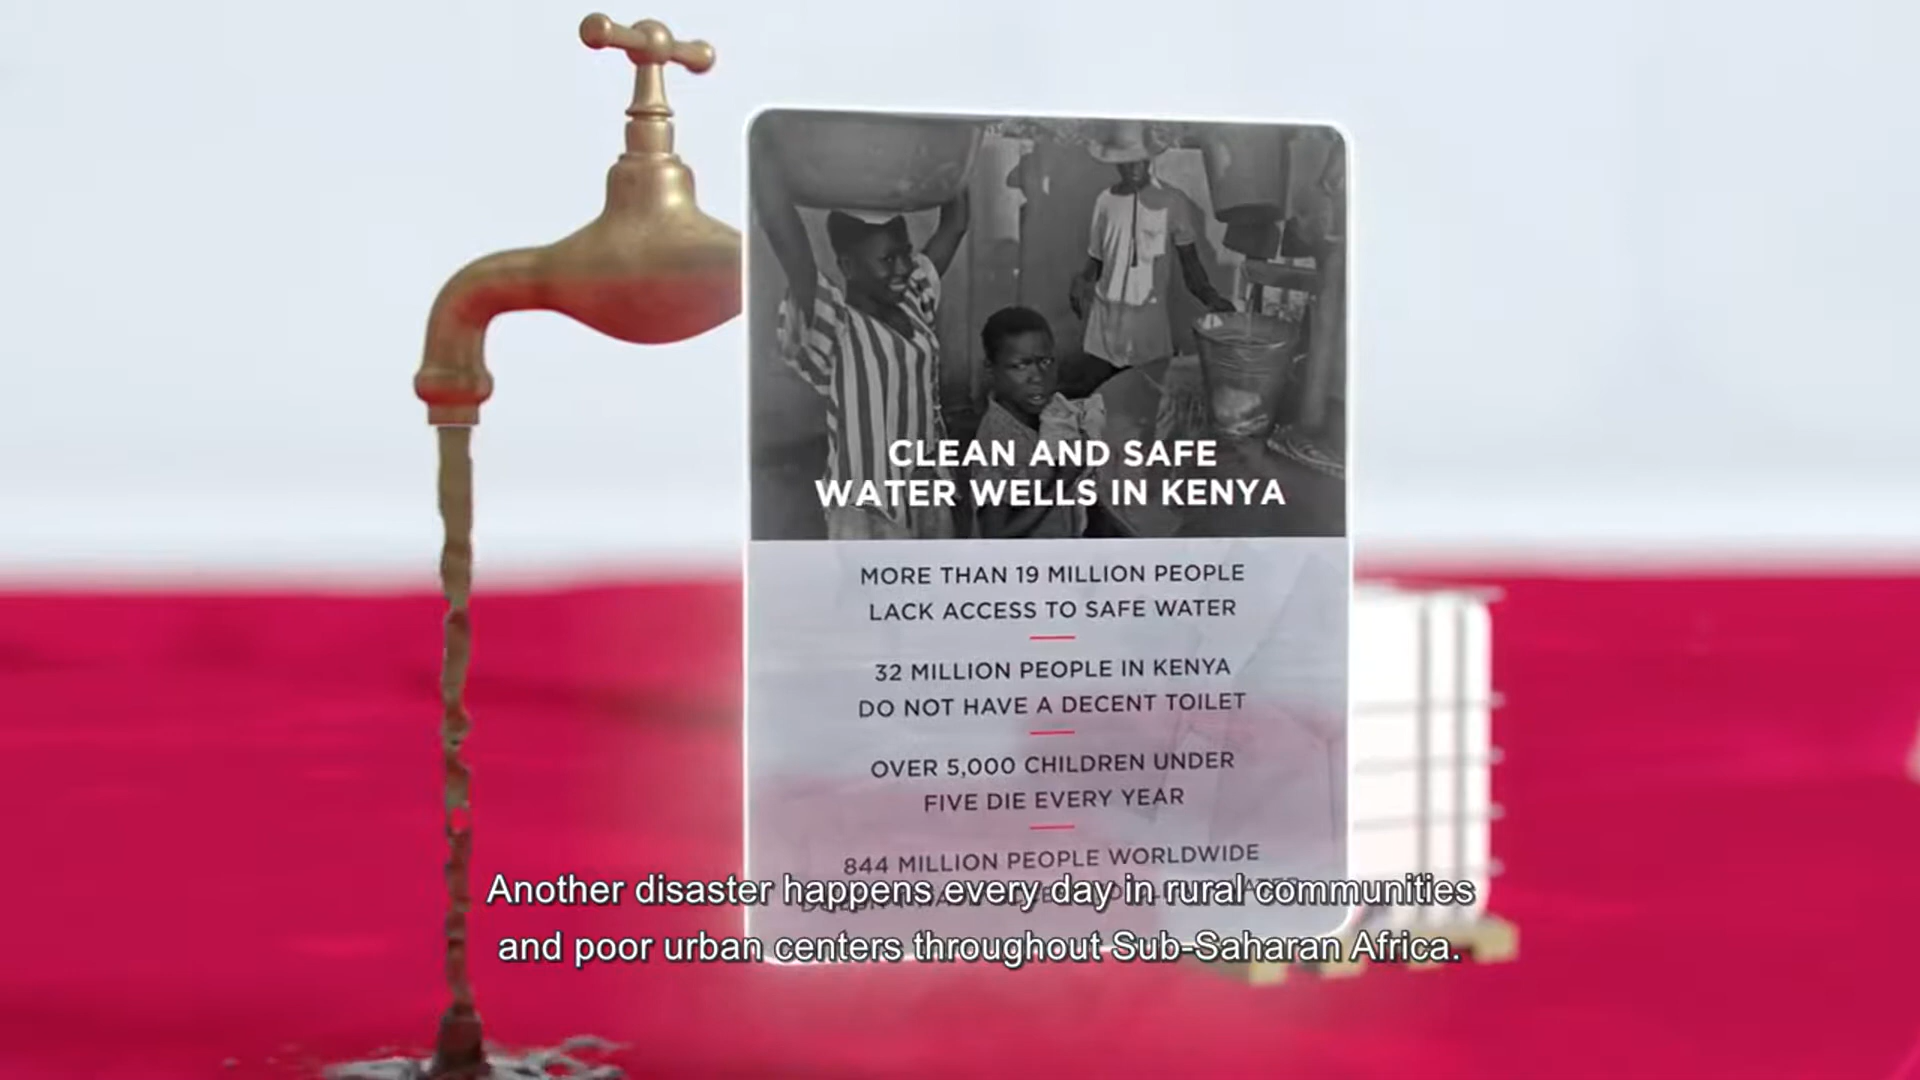 CLEAN AND SAFE
WATER WELLS IN KENYA
MORE THAN 19 MILLION PEOPLE
LACK ACCESS TO SAFE WATER
32 MILLION PEOPLE IN KENYA
DO NOT HAVE A DECENT TOILET
OVER 5,000 CHILDREN UNDER
FIVE DIE EVERY YEAR
844 MILLION PEOPLE WORLDWIDE
Another disaster happens every day in rural communities
and poor urban centers throughout Sub-Saharan Africa.